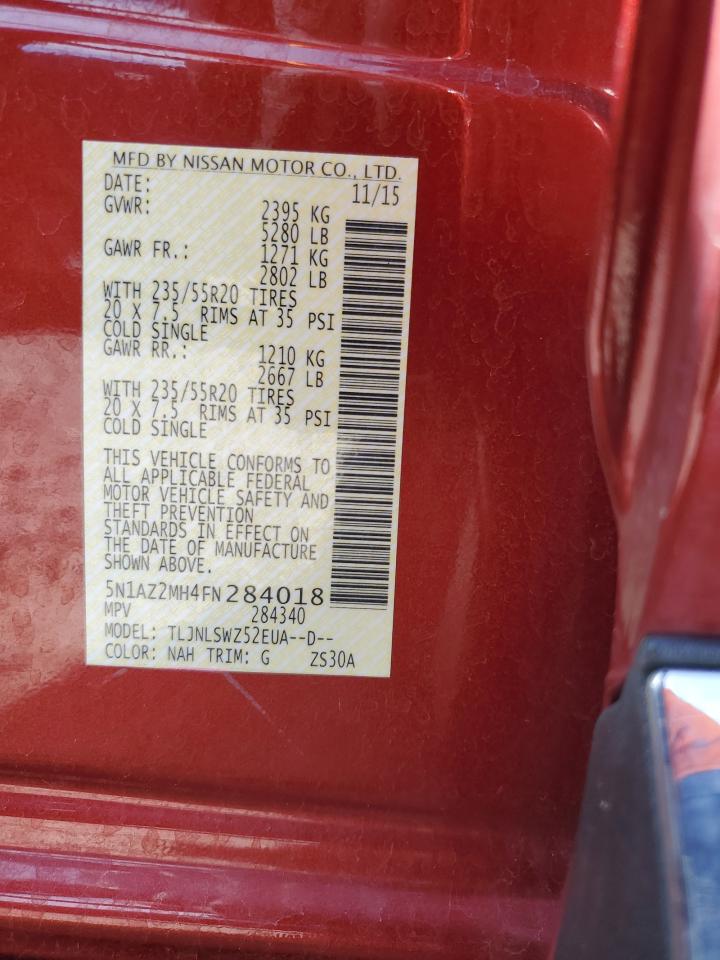 MFD BY NISSAN MOTOR CO., LTD.
DATE: 11/15
GVWR: 2395 KG
5280 LB
GAWR FR.: 1271 KG
2802 LB
WITH 235/55R20 TIRES
20 X 7.5 RIMS AT 35 PSI
COLD SINGLE
GAWR RR.: 1210 KG
2667 LB
WITH 235/55R20 TIRES
20 X 7.5 RIMS AT 35 PSI
COLD SINGLE
THIS VEHICLE CONFORMS TO
ALL APPLICABLE FEDERAL
MOTOR VEHICLE SAFETY AND
THEFT PREVENTION
STANDARDS IN EFFECT ON
THE DATE OF MANUFACTURE
SHOWN ABOVE.
5N1AZ2MH4FN284018
MPV 284340
MODEL: TLJNLSWZ52EUA--D--
COLOR: NAH TRIM: G ZS30A